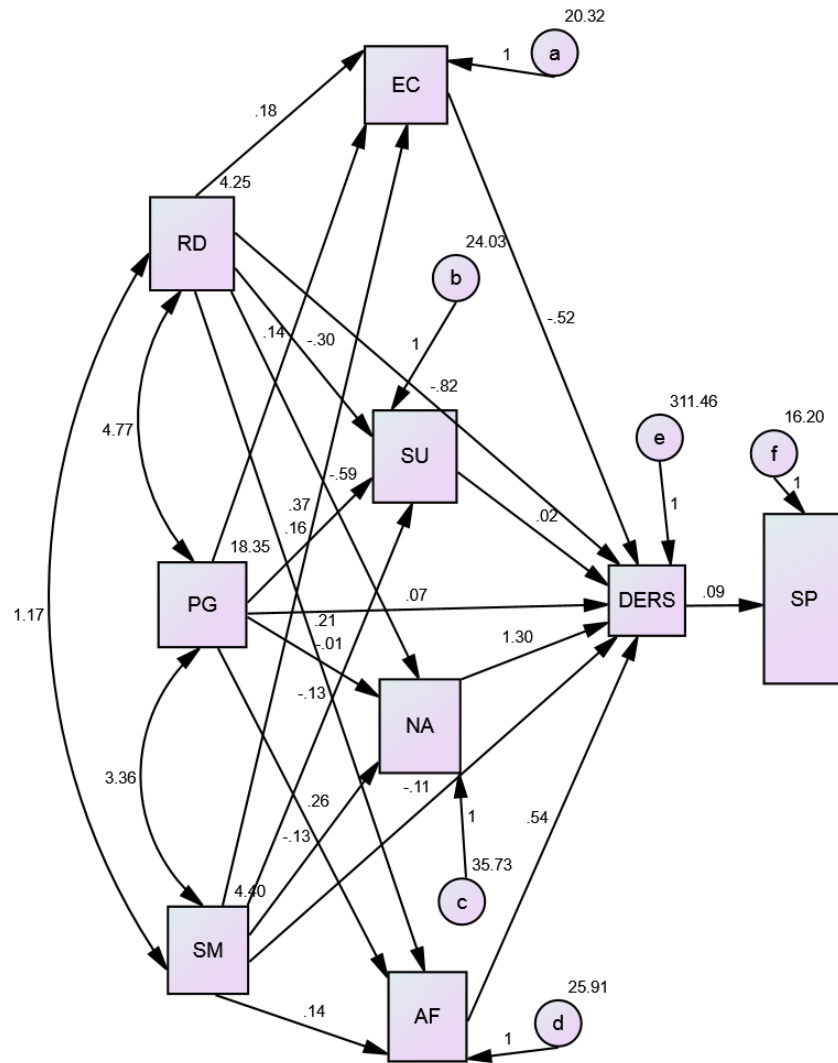 20.32
a
1
EC
.18
4.25
RD
24.03
b
-.52
.14
-.30
1
-.82
4.77
311.46
16.20
e
f
SU
-.59
1
.37
.16
.02
1
18.35
PG
.07
DERS
.09
SP
1.17
.21
-.01
1.30
-.13
NA
3.36
-.11
.26
.54
-.13
1
35.73
4.40
c
SM
.14
AF
25.91
1
d